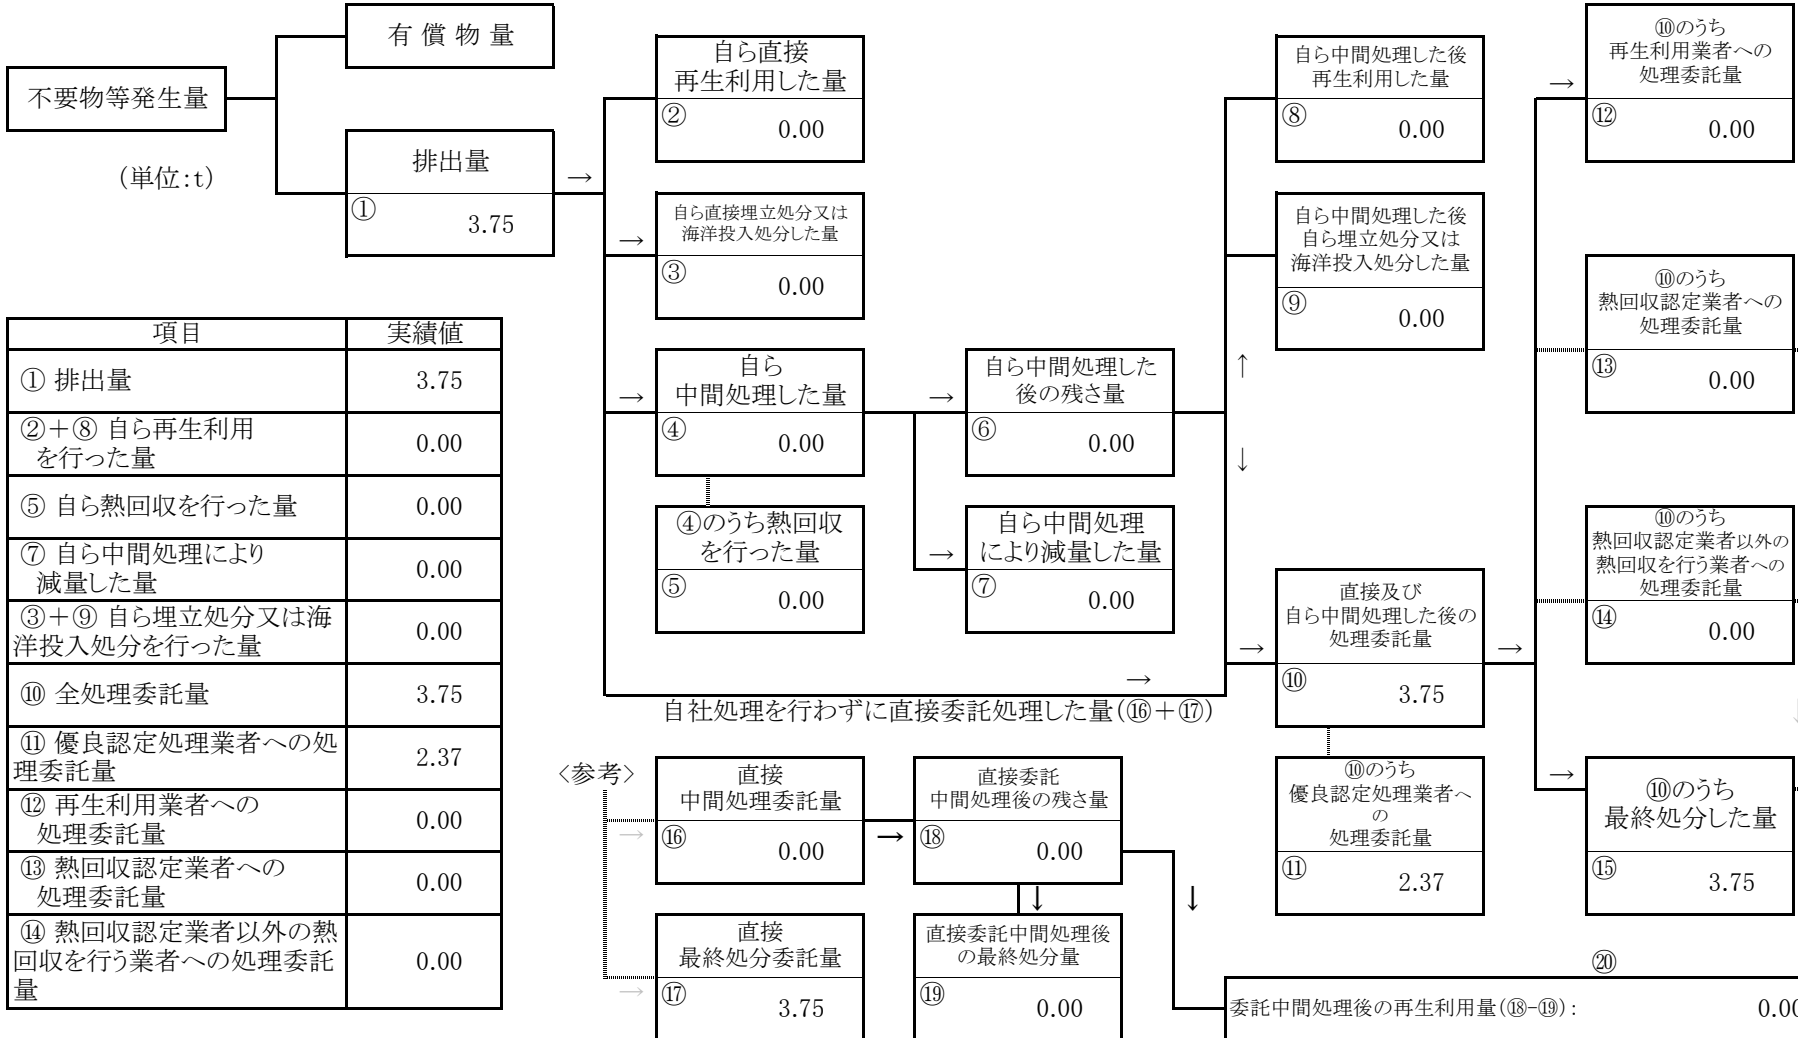 有 償 物 量
不要物等発生量
(単位:t)
排出量
①
3.75
→
自ら直接
再生利用した量
②
0.00
→
自ら直接埋立処分又は
海洋投入処分した量
③
0.00
→
自ら
中間処理した量
④
0.00
④のうち熱回収
を行った量
⑤
0.00
→
自ら中間処理した
後の残さ量
⑥
0.00
→
自ら中間処理
により減量した量
⑦
0.00
自ら中間処理した後
再生利用した量
⑧
0.00
自ら中間処理した後
自ら埋立処分又は
海洋投入処分した量
⑨
0.00
↑
↓
→
直接及び
自ら中間処理した後の
処理委託量
⑩
3.75
→
⑩のうち
優良認定処理業者へ
の
処理委託量
⑪
2.37
→
⑩のうち
再生利用業者への
処理委託量
⑫
0.00
⑩のうち
熱回収認定業者への
処理委託量
⑬
0.00
⑩のうち
熱回収認定業者以外の
熱回収を行う業者への
処理委託量
⑭
0.00
→
⑩のうち
最終処分した量
⑮
3.75
→
自社処理を行わずに直接委託処理した量(⑯+⑰)
項目 実績値
① 排出量 3.75
②+⑧ 自ら再生利用
を行った量
0.00
⑤ 自ら熱回収を行った量 0.00
⑦ 自ら中間処理により
減量した量
0.00
③+⑨ 自ら埋立処分又は海
洋投入処分を行った量
0.00
⑩ 全処理委託量 3.75
⑪ 優良認定処理業者への処
理委託量
2.37
⑫ 再生利用業者への
処理委託量
0.00
⑬ 熱回収認定業者への
処理委託量
0.00
⑭ 熱回収認定業者以外の熱
回収を行う業者への処理委託
量
0.00
<参考>
→
直接
中間処理委託量
⑯
0.00
→
直接委託
中間処理後の残さ量
⑱
0.00
↓
↓
→
直接
最終処分委託量
⑰
3.75
直接委託中間処理後
の最終処分量
⑲
0.00
⑳
委託中間処理後の再生利用量(⑱-⑲): 0.00